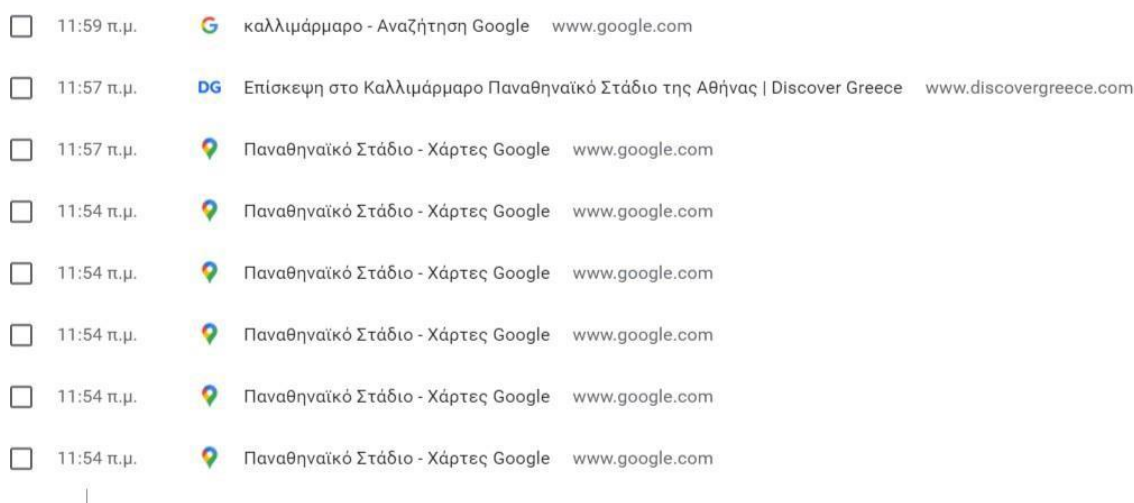 11:59 π.μ. καλλιμάρμαρο - Αναζήτηση Google www.google.com
11:57 π.μ. DG Επίσκεψη στο Καλλιμάρμαρο Παναθηναϊκό Στάδιο της Αθήνας | Discover Greece www.discovergreece.com
11:57 π.μ. Παναθηναϊκό Στάδιο - Χάρτες Google www.google.com
11:54 π.μ. Παναθηναϊκό Στάδιο - Χάρτες Google www.google.com
11:54 π.μ. Παναθηναϊκό Στάδιο - Χάρτες Google www.google.com
11:54 π.μ. Παναθηναϊκό Στάδιο - Χάρτες Google www.google.com
11:54 π.μ. Παναθηναϊκό Στάδιο - Χάρτες Google www.google.com
11:54 π.μ. Παναθηναϊκό Στάδιο - Χάρτες Google www.google.com